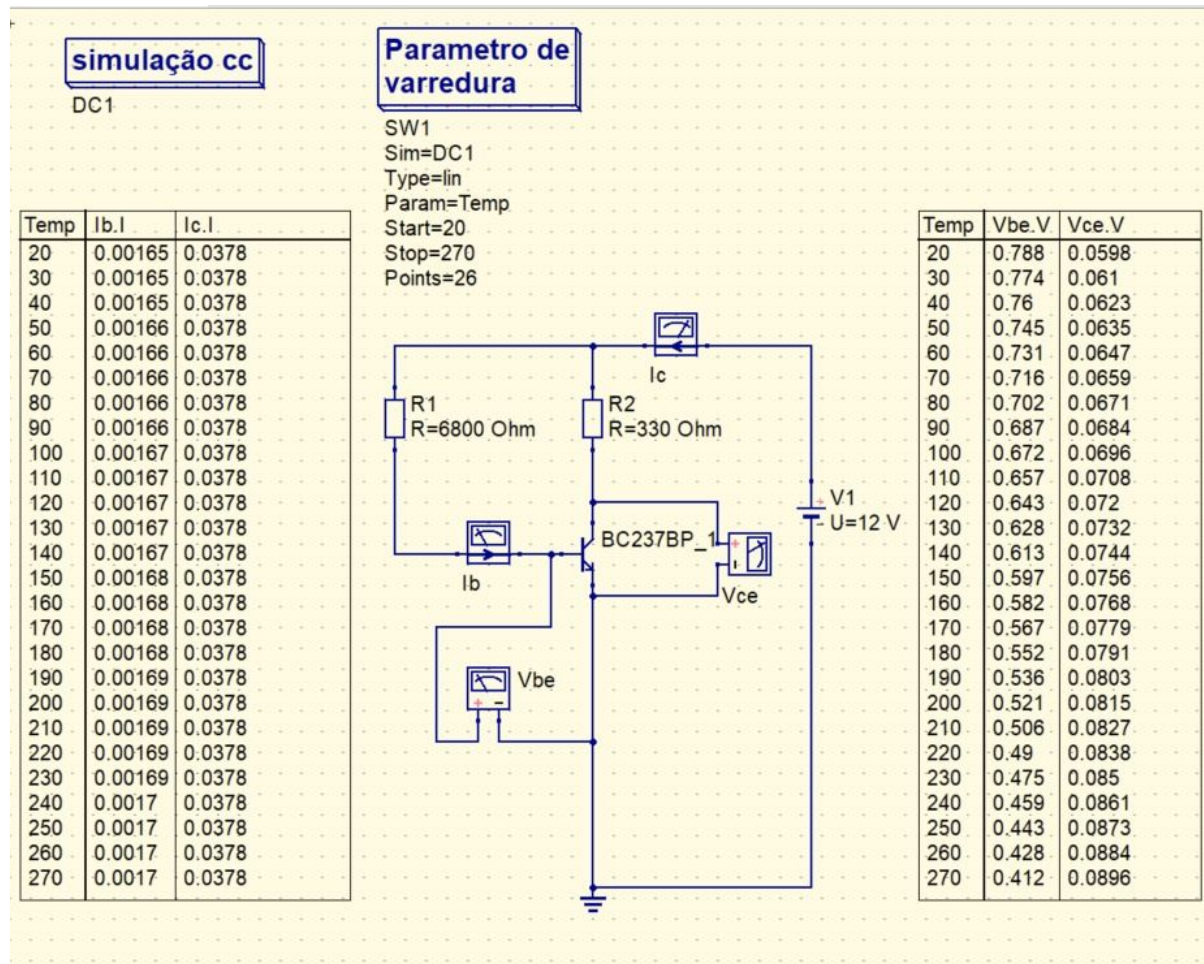 simulação cc
DC1
Parametro de
varredura
SW1
Sim=DC1
Type=lin
Param=Temp
Start=20
Stop=270
Points=26
Temp Ib.I Ic.I
20 0.00165 0.0378
30 0.00165 0.0378
40 0.00165 0.0378
50 0.00166 0.0378
60 0.00166 0.0378
70 0.00166 0.0378
80 0.00166 0.0378
90 0.00166 0.0378
100 0.00167 0.0378
110 0.00167 0.0378
120 0.00167 0.0378
130 0.00167 0.0378
140 0.00167 0.0378
150 0.00168 0.0378
160 0.00168 0.0378
170 0.00168 0.0378
180 0.00168 0.0378
190 0.00169 0.0378
200 0.00169 0.0378
210 0.00169 0.0378
220 0.00169 0.0378
230 0.00169 0.0378
240 0.0017 0.0378
250 0.0017 0.0378
260 0.0017 0.0378
270 0.0017 0.0378
Ic
R1
R=6800 Ohm
R2
R=330 Ohm
V1
U=12 V
BC237BP_1
Ib
Vce
Vbe
+ -
Temp Vbe.V Vce.V
20 0.788 0.0598
30 0.774 0.061
40 0.76 0.0623
50 0.745 0.0635
60 0.731 0.0647
70 0.716 0.0659
80 0.702 0.0671
90 0.687 0.0684
100 0.672 0.0696
110 0.657 0.0708
120 0.643 0.072
130 0.628 0.0732
140 0.613 0.0744
150 0.597 0.0756
160 0.582 0.0768
170 0.567 0.0779
180 0.552 0.0791
190 0.536 0.0803
200 0.521 0.0815
210 0.506 0.0827
220 0.49 0.0838
230 0.475 0.085
240 0.459 0.0861
250 0.443 0.0873
260 0.428 0.0884
270 0.412 0.0896